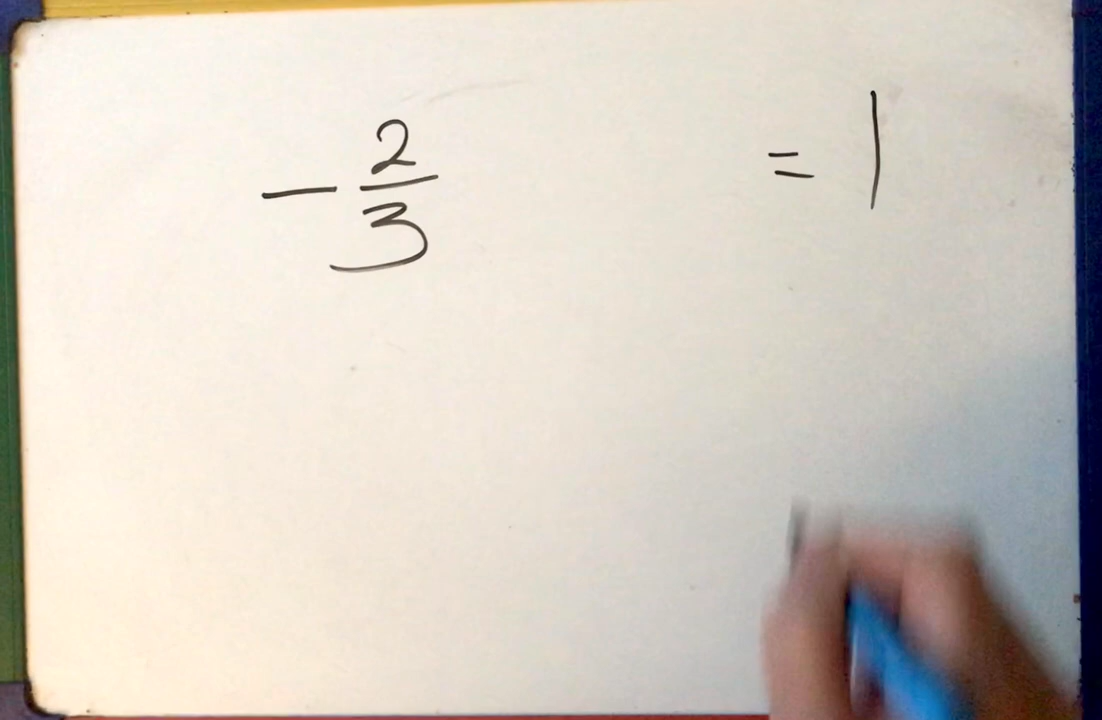 - 2/3 = 1